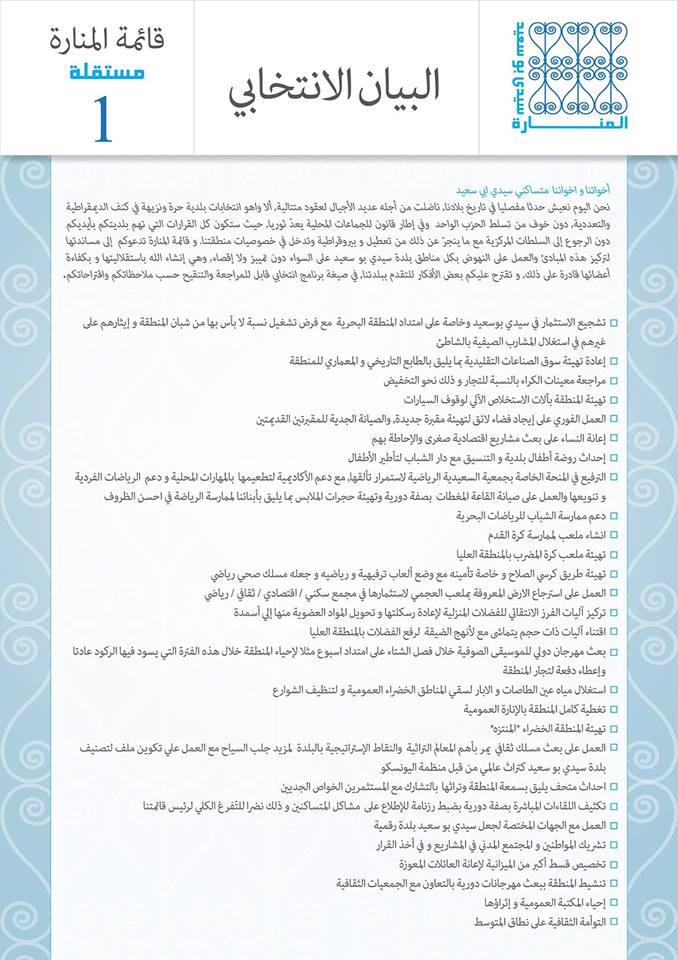 المنارة
سيدي بو سعيد
البيان الانتخابي
قائمة المنارة
مستقلة
1
أخواتنا و اخواننا متساكني سيدي ابي سعيد
نحن اليوم نعيش حدثا مفصليا في تاريخ بلادنا, ناضلت من أجله عديد الأجيال لعقود متتالية, ألا واهو انتخابات بلدية حرة ونزيهة في كنف الديمقراطية
والتعددية, دون خوف من تسلط الحزب الواحد وفي إطار قانون للجماعات المحلية يعدّ ثوريا, حيث ستكون كل القرارات التي تهم بلديتكم بأيديكم
دون الرجوع إلى السلطات المركزية مع ما ينجرّ عن ذلك من تعطيل و بيروقراطية وتدخل في خصوصيات منطقتنا. و قائمة المنارة تدعوكم إلى مساندتها
لتركيز هذه المبادئ والعمل على النهوض بكل مناطق بلدة سيدي بو سعيد على السواء دون تمييز ولا إقصاء, وهي إنشاء الله باستقلاليتها و بكفاءة
أعضائها قادرة على ذلك, و تقترح عليكم بعض الأفكار للتقدم ببلدتنا, في صيغة برنامج انتخابي قابل للمراجعة والتنقيح حسب ملاحظاتكم واقتراحاتكم.
تشجيع الاستثمار في سيدي بوسعيد وخاصة على امتداد المنطقة البحرية مع فرض تشغيل نسبة لا بأس بها من شبان المنطقة و إيثارهم على
غيرهم في استغلال المشارب الصيفية بالشاطئ
إعادة تهيئة سوق الصناعات التقليدية بما يليق بالطابع التاريخي و المعماري للمنطقة
مراجعة معينات الكراء بالنسبة للتجار و ذلك نحو التخفيض
تهيئة المنطقة بآلات الاستخلاص الآلي لوقوف السيارات
العمل الفوري على إيجاد فضاء لائق لتهيئة مقبرة جديدة, والصيانة الجدية للمقبرتين القديمتين
إعانة النساء على بعث مشاريع اقتصادية صغرى والإحاطة بهم
إحداث روضة أطفال بلدية و التنسيق مع دار الشباب لتأطير الأطفال
الترفيع في المنحة الخاصة بجمعية السعيدية الرياضية لاستمرار تألقها, مع دعم الأكاديمية لتطعيمها بالمهارات المحلية و دعم الرياضات الفردية
و تنويعها والعمل على صيانة القاعة المغطات بصفة دورية وتهيئة حجرات الملابس بما يليق بأبنائنا لممارسة الرياضة في احسن الظروف
دعم ممارسة الشباب للرياضات البحرية
انشاء ملعب لممارسة كرة القدم
تهيئة ملعب كرة المضرب بالمنطقة العليا
تهيئة طريق كرسي الصلاح و خاصة تأمينه مع وضع ألعاب ترفيهية و رياضيه و جعله مسلك صحي رياضي
العمل على استرجاع الارض المعروفة بملعب العجمي لاستثمارها في مجمع سكني / اقتصادي / ثقافي / رياضي
تركيز آليات الفرز الانتقائي للفضلات المنزلية لإعادة رسكلتها و تحويل المواد العضوية منها إلي أسمدة
اقتناء آليات ذات حجم يتماشى مع لأنهج الضيقة لرفع الفضلات بالمنطقة العليا
بعث مهرجان دولي للموسيقى الصوفية خلال فصل الشتاء على امتداد اسبوع مثلا لإحياء المنطقة خلال هذه الفترة التي يسود فيها الركود عادتا
وإعطاء دفعة لتجار المنطقة
استغلال مياه عين الطاصات و الابار لسقي المناطق الخضراء العمومية و لتنظيف الشوارع
تغطية كامل المنطقة بالإنارة العمومية
تهيئة المنطقة الخضراء *المنتزه*
العمل على بعث مسلك ثقافي يمر بأهم المعالم التراثية والنقاط الإستراتيجية بالبلدة لمزيد جلب السياح مع العمل علي تكوين ملف لتصنيف
بلدة سيدي بو سعيد كتراث عالمي من قبل منظمة اليونسكو
احداث متحف يليق بسمعة المنطقة وتراثها بالتشارك مع المستثمرين الخواص الجديين
تكثيف اللقاءات المباشرة بصفة دورية بضبط رزنامة للإطلاع على مشاكل المتساكنين و ذلك نضرا للتّفرغ الكلي لرئيس قائمتنا
العمل مع الجهات المختصة لجعل سيدي بو سعيد بلدة رقمية
تشريك المواطنين و المجتمع المدني في المشاريع و في أخذ القرار
تخصيص قسط أكبر من الميزانية لإعانة العائلات المعوزة
تنشيط المنطقة ببعث مهرجانات دورية بالتعاون مع الجمعيات الثقافية
إحياء المكتبة العمومية و إثراؤها
التوأمة الثقافية على نطاق المتوسط